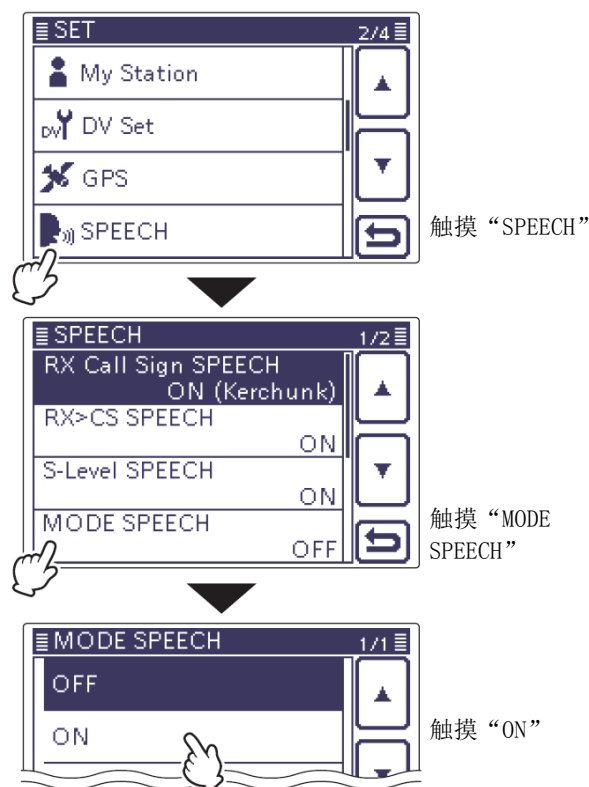 SET 2/4
My Station
DV DV Set
GPS
SPEECH
触摸“SPEECH”
SPEECH 1/2
RX Call Sign SPEECH
ON (Kerchunk)
RX>CS SPEECH
ON
S-Level SPEECH
ON
MODE SPEECH
OFF
触摸“MODE
SPEECH”
MODE SPEECH 1/1
OFF
ON
触摸“ON”